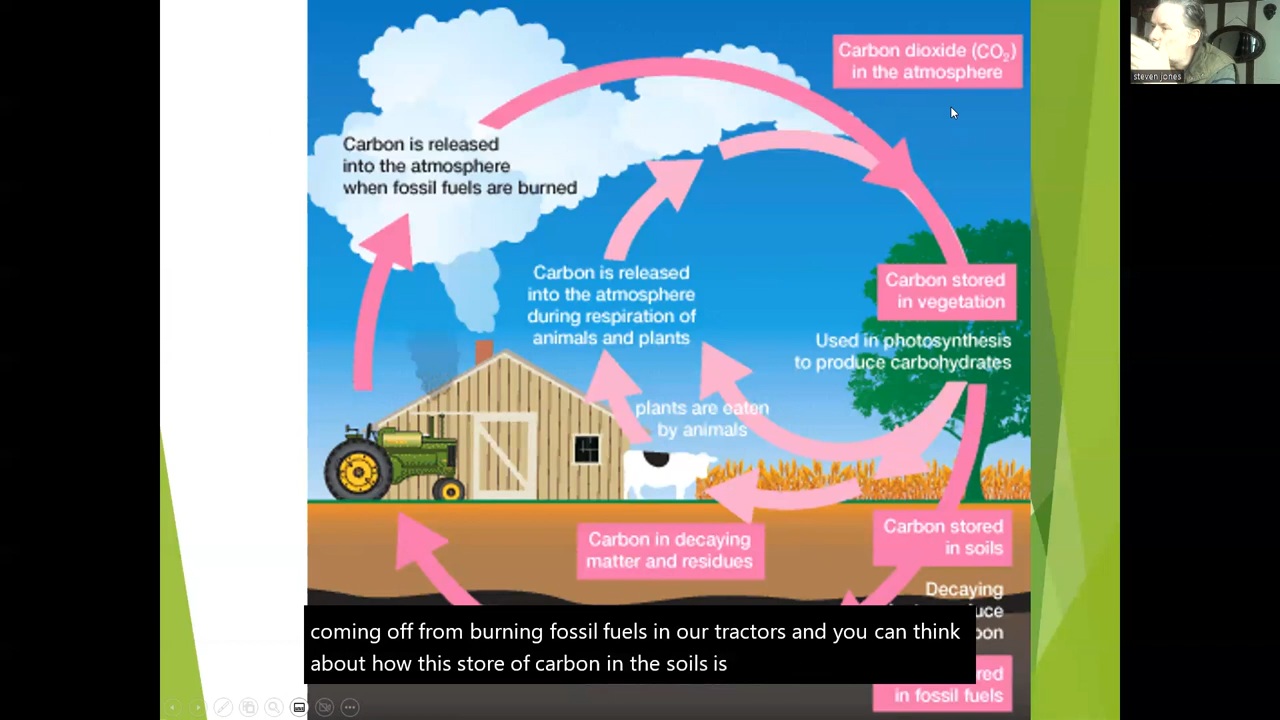 Carbon dioxide (CO₂)
in the atmosphere
steven jones
Carbon is released
into the atmosphere
when fossil fuels are burned
Carbon is released
into the atmosphere
during respiration of
animals and plants
Carbon stored
in vegetation
Used in photosynthesis
to produce carbohydrates
plants are eaten
by animals
Carbon in decaying
matter and residues
Carbon stored
in soils
Decaying
in fossil fuels
coming off from burning fossil fuels in our tractors and you can think
about how this store of carbon in the soils is